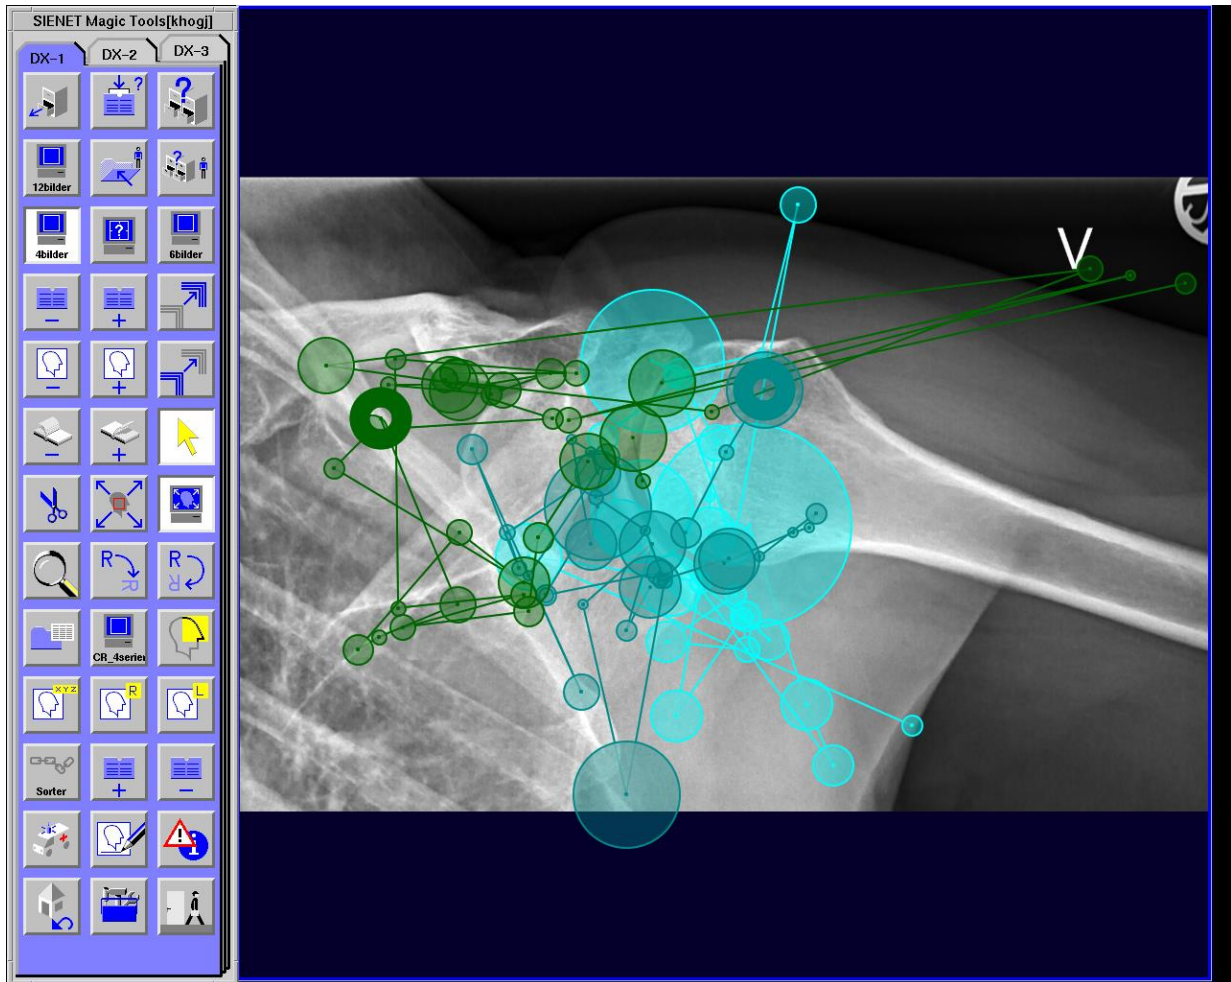 SIENET Magic Tools[khogj]
DX-1 DX-2 DX-3
?
?
12bilder
?
4bilder
?
6bilder
V
- +
- +
- +
R R
R R
CR_4serier
XYZ R L
Sorter
+ -
! i